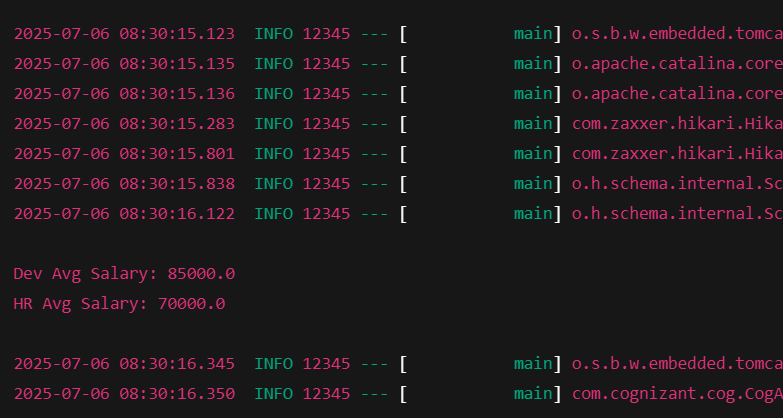 2025-07-06 08:30:15.123  INFO 12345 --- [           main] o.s.b.w.embedded.tomca
2025-07-06 08:30:15.135  INFO 12345 --- [           main] o.apache.catalina.core
2025-07-06 08:30:15.136  INFO 12345 --- [           main] o.apache.catalina.core
2025-07-06 08:30:15.283  INFO 12345 --- [           main] com.zaxxer.hikari.Hika
2025-07-06 08:30:15.801  INFO 12345 --- [           main] com.zaxxer.hikari.Hika
2025-07-06 08:30:15.838  INFO 12345 --- [           main] o.h.schema.internal.Sc
2025-07-06 08:30:16.122  INFO 12345 --- [           main] o.h.schema.internal.Sc
Dev Avg Salary: 85000.0
HR Avg Salary: 70000.0
2025-07-06 08:30:16.345  INFO 12345 --- [           main] o.s.b.w.embedded.tomca
2025-07-06 08:30:16.350  INFO 12345 --- [           main] com.cognizant.cog.CogA